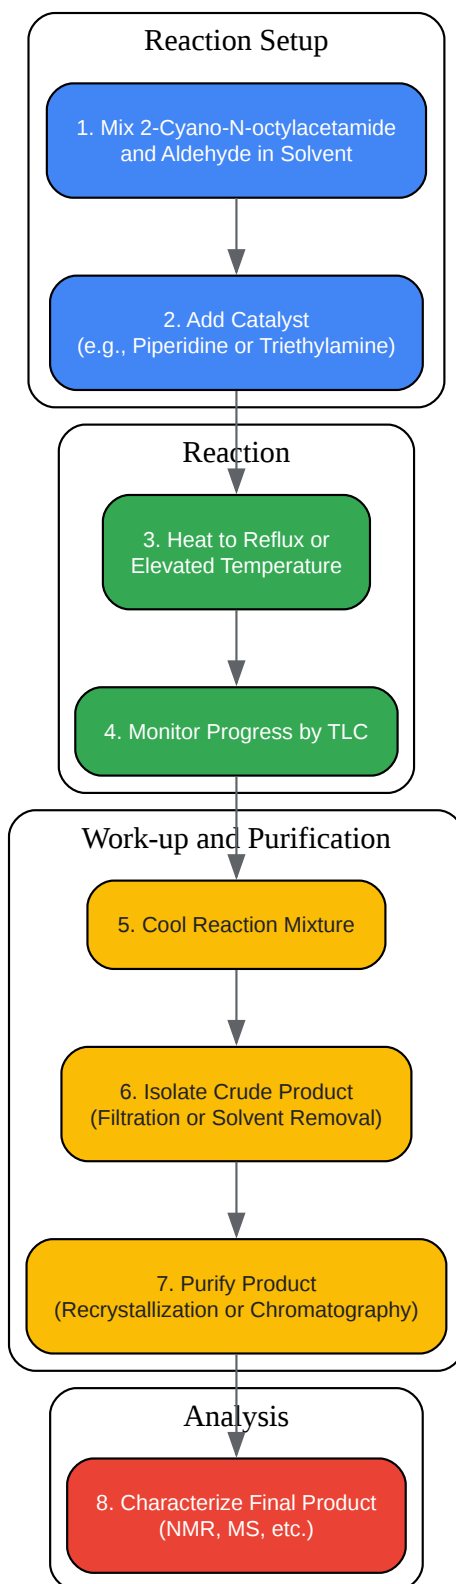 Reaction Setup
1. Mix 2-Cyano-N-octylacetamide
and Aldehyde in Solvent
2. Add Catalyst
(e.g., Piperidine or Triethylamine)
Reaction
3. Heat to Reflux or
Elevated Temperature
4. Monitor Progress by TLC
Work-up and Purification
5. Cool Reaction Mixture
6. Isolate Crude Product
(Filtration or Solvent Removal)
7. Purify Product
(Recrystallization or Chromatography)
Analysis
8. Characterize Final Product
(NMR, MS, etc.)